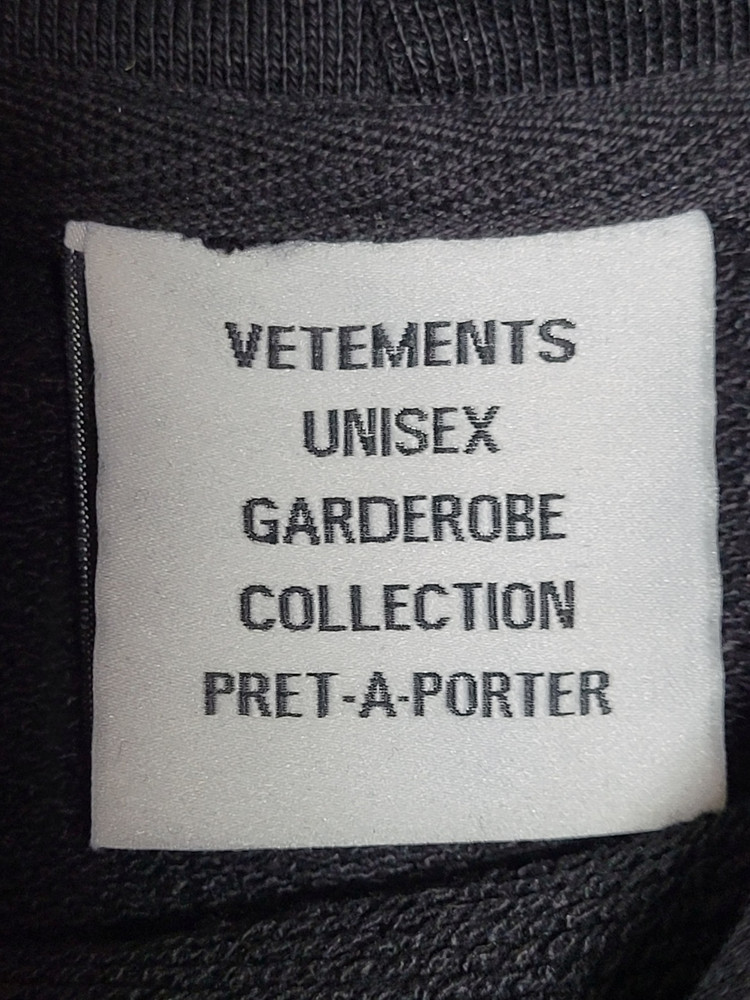 VETEMENTS
UNISEX
GARDEROBE
COLLECTION
PRET-A-PORTER